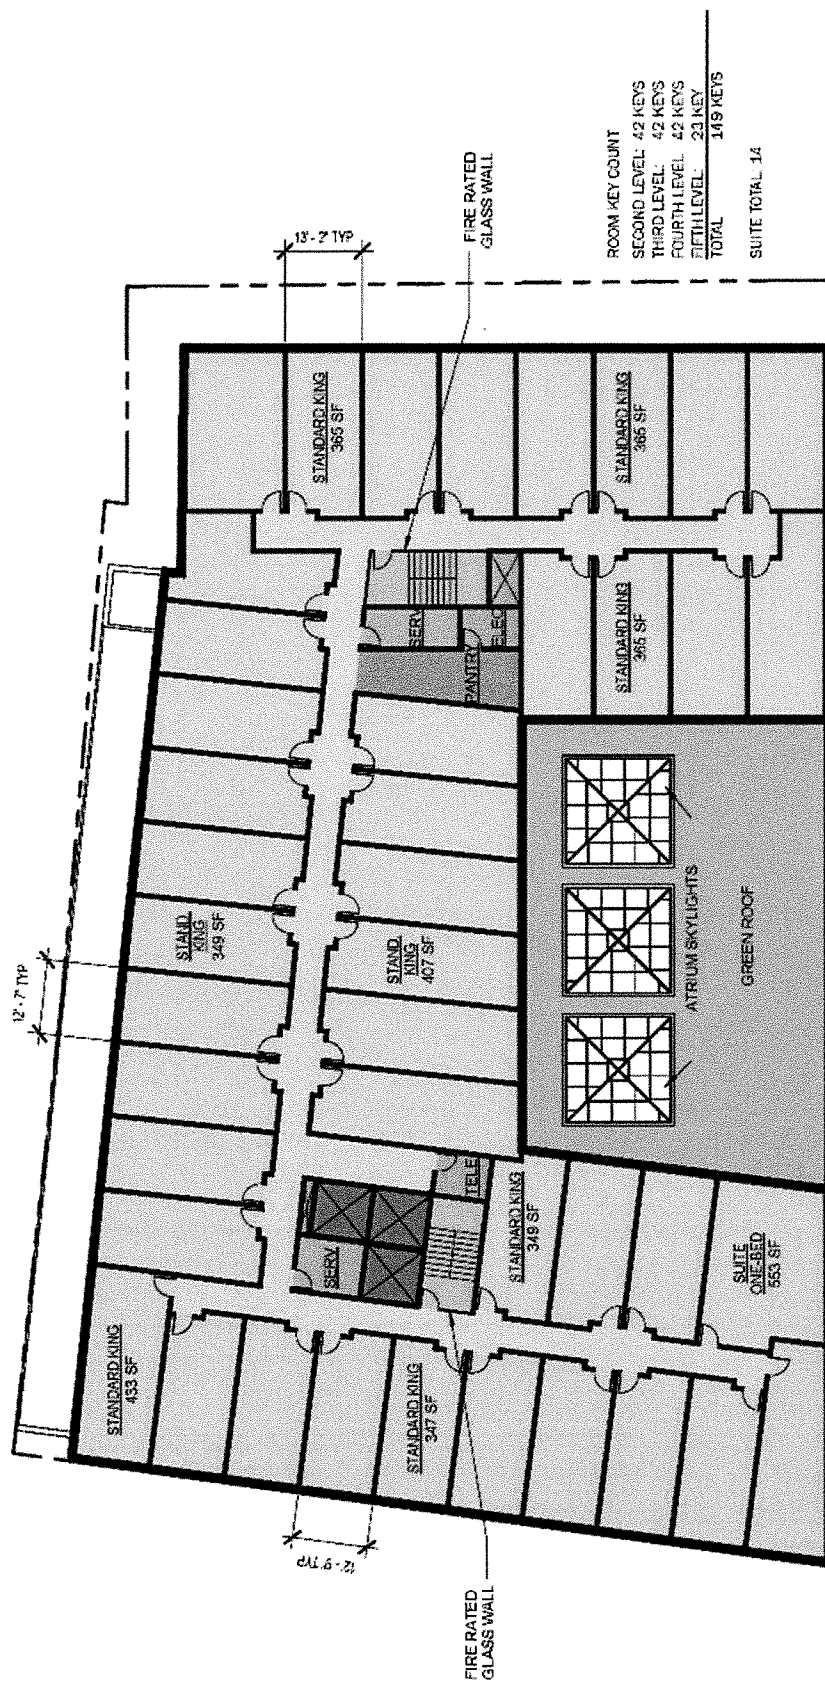 ROOM KEY COUNT
SECOND LEVEL: 42 KEYS
THIRD LEVEL: 42 KEYS
FOURTH LEVEL: 42 KEYS
FIFTH LEVEL: 23 KEY
TOTAL 149 KEYS
SUITE TOTAL: 14
FIRE RATED
GLASS WALL
13' - 2" TYP
STANDARD KING
365 SF
STANDARD KING
365 SF
STANDARD KING
365 SF
SERV
ELEC
PANTRY
STAND
KING
349 SF
STAND
KING
407 SF
12' - 7" TYP
ATRIUM SKYLIGHTS
GREEN ROOF
TELE
SERV
STANDARD KING
349 SF
SUITE
ONE-BED
553 SF
STANDARD KING
433 SF
STANDARD KING
347 SF
12' - 9" TYP
FIRE RATED
GLASS WALL